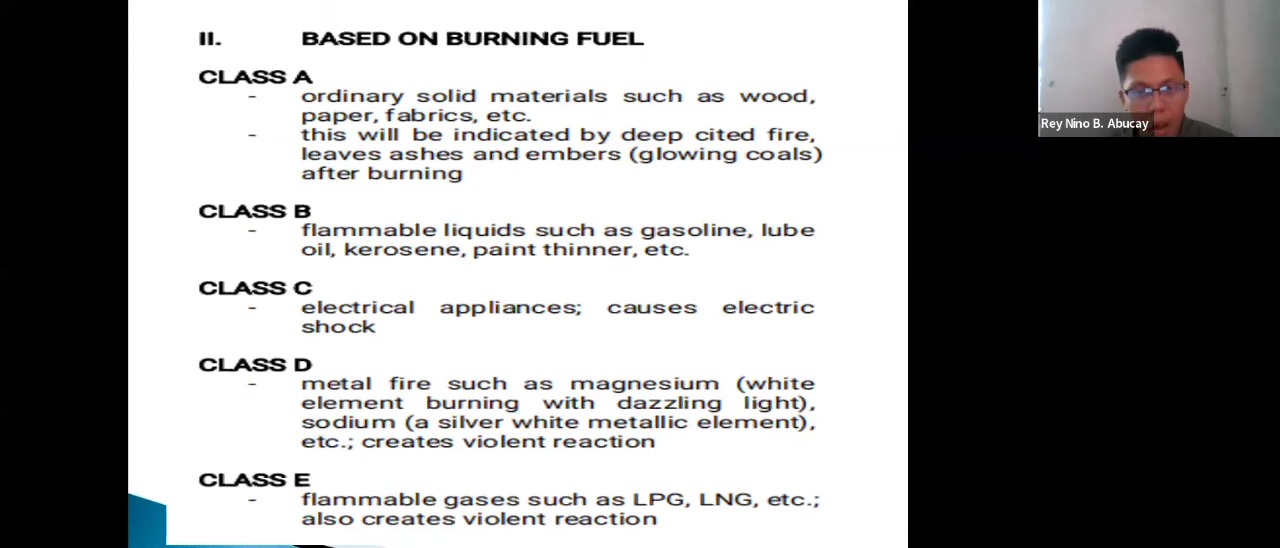 II. BASED ON BURNING FUEL
CLASS A
- ordinary solid materials such as wood,
paper, fabrics, etc.
- this will be indicated by deep cited fire,
leaves ashes and embers (glowing coals)
after burning
CLASS B
- flammable liquids such as gasoline, lube
oil, kerosene, paint thinner, etc.
CLASS C
- electrical appliances; causes electric
shock
CLASS D
- metal fire such as magnesium (white
element burning with dazzling light),
sodium (a silver white metallic element),
etc.; creates violent reaction
CLASS E
- flammable gases such as LPG, LNG, etc.;
also creates violent reaction
Rey Nino B. Abucay